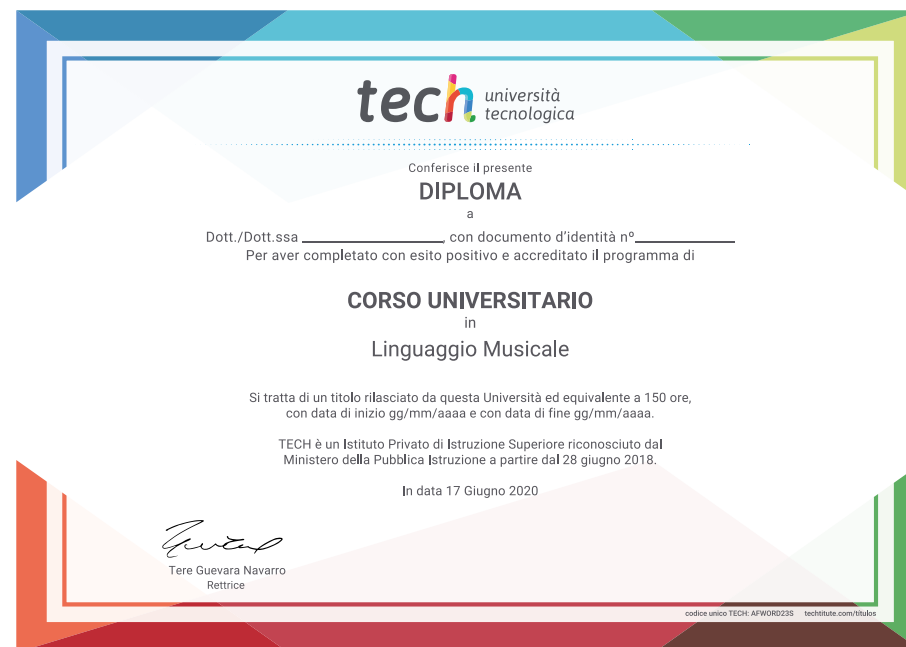 tech università
tecnologica
Conferisce il presente
DIPLOMA
a
Dott./Dott.ssa ____________________, con documento d'identità nº______________
Per aver completato con esito positivo e accreditato il programma di
CORSO UNIVERSITARIO
in
Linguaggio Musicale
Si tratta di un titolo rilasciato da questa Università ed equivalente a 150 ore,
con data di inizio gg/mm/aaaa e con data di fine gg/mm/aaaa.
TECH è un Istituto Privato di Istruzione Superiore riconosciuto dal
Ministero della Pubblica Istruzione a partire dal 28 giugno 2018.
In data 17 Giugno 2020
Tere Guevara Navarro
Rettrice
codice unico TECH: AFWORD23S techtitute.com/titulos